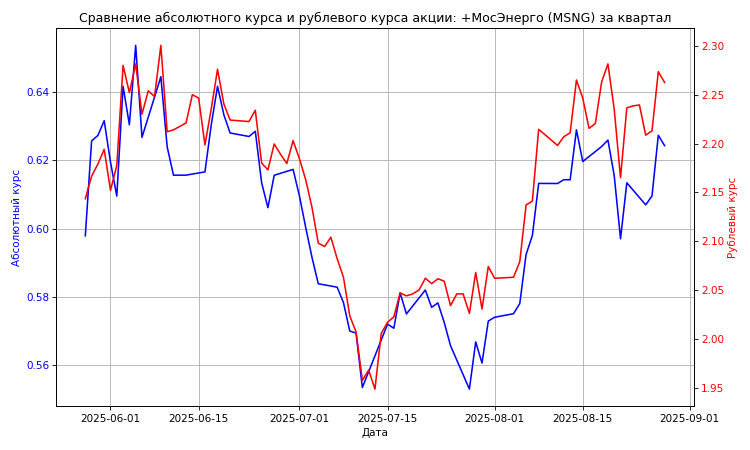 Сравнение абсолютного курса и рублевого курса акции: +МосЭнерго (MSNG) за квартал
Абсолютный курс
0.64
0.62
0.60
0.58
0.56
2.30
2.25
2.20
2.15
2.10
2.05
2.00
1.95
Рублевый курс
2025-06-01 2025-06-15 2025-07-01 2025-07-15 2025-08-01 2025-08-15 2025-09-01
Дата